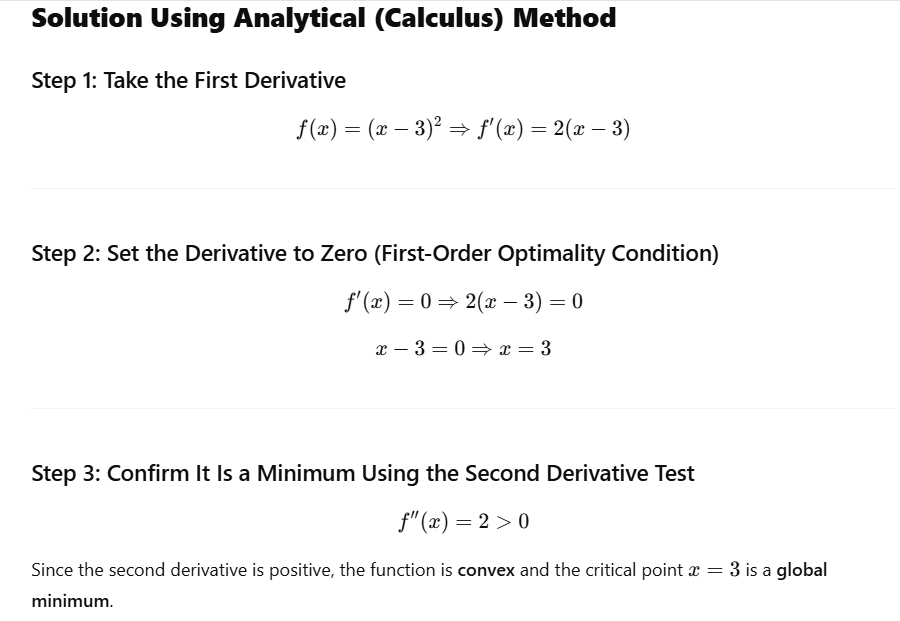 Solution Using Analytical (Calculus) Method
Step 1: Take the First Derivative
f(x) = (x − 3)² ⇒ f′(x) = 2(x − 3)
Step 2: Set the Derivative to Zero (First-Order Optimality Condition)
f′(x) = 0 ⇒ 2(x − 3) = 0
x − 3 = 0 ⇒ x = 3
Step 3: Confirm It Is a Minimum Using the Second Derivative Test
f″(x) = 2 > 0
Since the second derivative is positive, the function is convex and the critical point x = 3 is a global
minimum.